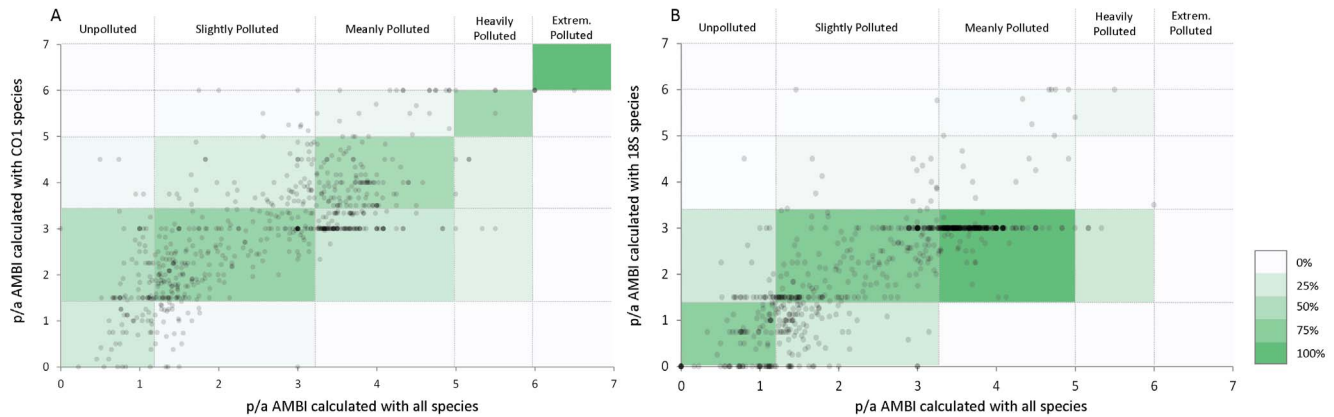 A
Unpolluted
Slightly Polluted
Meanly Polluted
Heavily
Polluted
Extrem.
Polluted
7
6
5
4
3
2
1
0
0 1 2 3 4 5 6 7
p/a AMBI calculated with CO1 species
p/a AMBI calculated with all species
B
Unpolluted
Slightly Polluted
Meanly Polluted
Heavily
Polluted
Extrem.
Polluted
7
6
5
4
3
2
1
0
0 1 2 3 4 5 6 7
p/a AMBI calculated with 18S species
p/a AMBI calculated with all species
0%
25%
50%
75%
100%